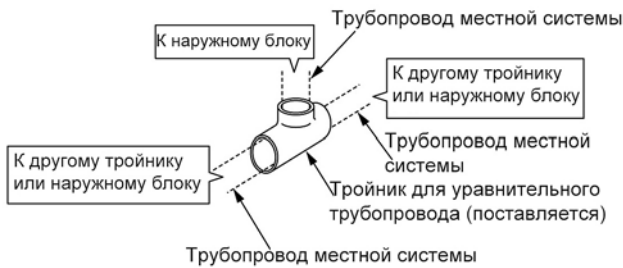 Трубопровод местной системы
К наружному блоку
К другому тройнику
или наружному блоку
Трубопровод местной
системы
К другому тройнику
или наружному блоку
Тройник для уравнительного
трубопровода (поставляется)
Трубопровод местной системы